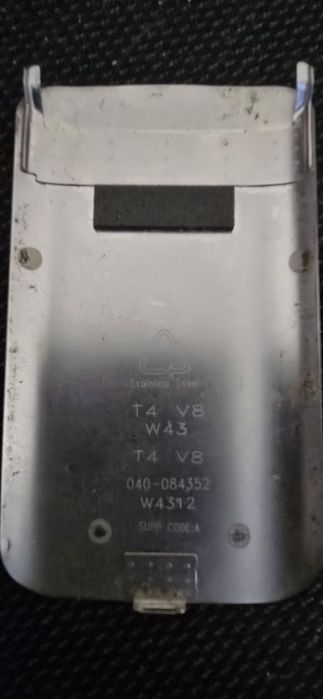 Stainless Steel
T4 V8
W43
T4 V8
040-084352
W4312
SUPP CODE:A